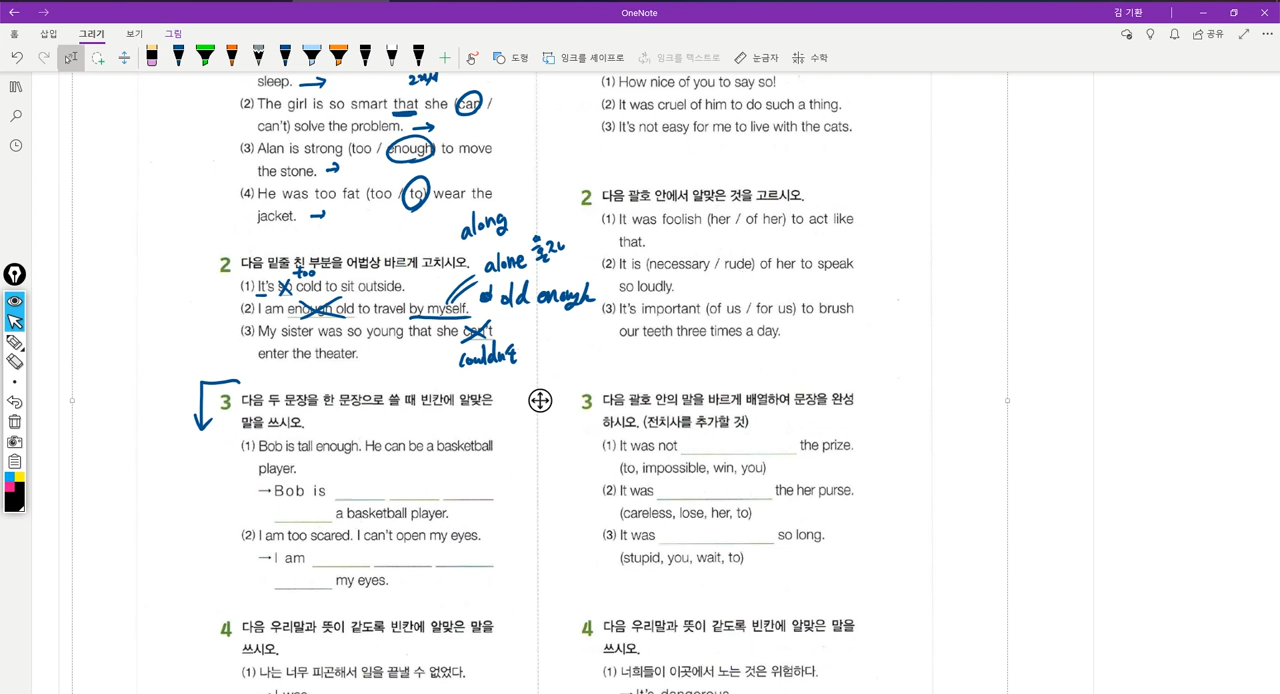 OneNote
김 기환
홈 삽입 그리기 보기 그림
공유
도형
잉크를 셰이프로
잉크를 텍스트로
눈금자
수학
sleep. →
(2) The girl is so smart that she (can /
can't) solve the problem. →
(3) Alan is strong (too / enough) to move
the stone. →
(4) He was too fat (too / to) wear the
jacket. →
along
2 다음 밑줄 친 부분을 어법상 바르게 고치시오.
alone
too
(1) It's so cold to sit outside.
old enough
(2) I am enough old to travel by myself.
(3) My sister was so young that she can't
enter the theater.
couldn't
3 다음 두 문장을 한 문장으로 쓸 때 빈칸에 알맞은
말을 쓰시오.
(1) Bob is tall enough. He can be a basketball
player.
→ Bob is ____ ____ ____
____ a basketball player.
(2) I am too scared. I can't open my eyes.
→ I am ____ ____ ____
____ my eyes.
4 다음 우리말과 뜻이 같도록 빈칸에 알맞은 말을
쓰시오.
(1) 나는 너무 피곤해서 일을 끝낼 수 없었다.
→ I was
(1) How nice of you to say so!
(2) It was cruel of him to do such a thing.
(3) It's not easy for me to live with the cats.
2 다음 괄호 안에서 알맞은 것을 고르시오.
(1) It was foolish (her / of her) to act like
that.
(2) It is (necessary / rude) of her to speak
so loudly.
(3) It's important (of us / for us) to brush
our teeth three times a day.
3 다음 괄호 안의 말을 바르게 배열하여 문장을 완성
하시오. (전치사를 추가할 것)
(1) It was not ____ the prize.
(to, impossible, win, you)
(2) It was ____ the her purse.
(careless, lose, her, to)
(3) It was ____ so long.
(stupid, you, wait, to)
4 다음 우리말과 뜻이 같도록 빈칸에 알맞은 말을
쓰시오.
(1) 너희들이 이곳에서 노는 것은 위험하다.
→ It's dangerous